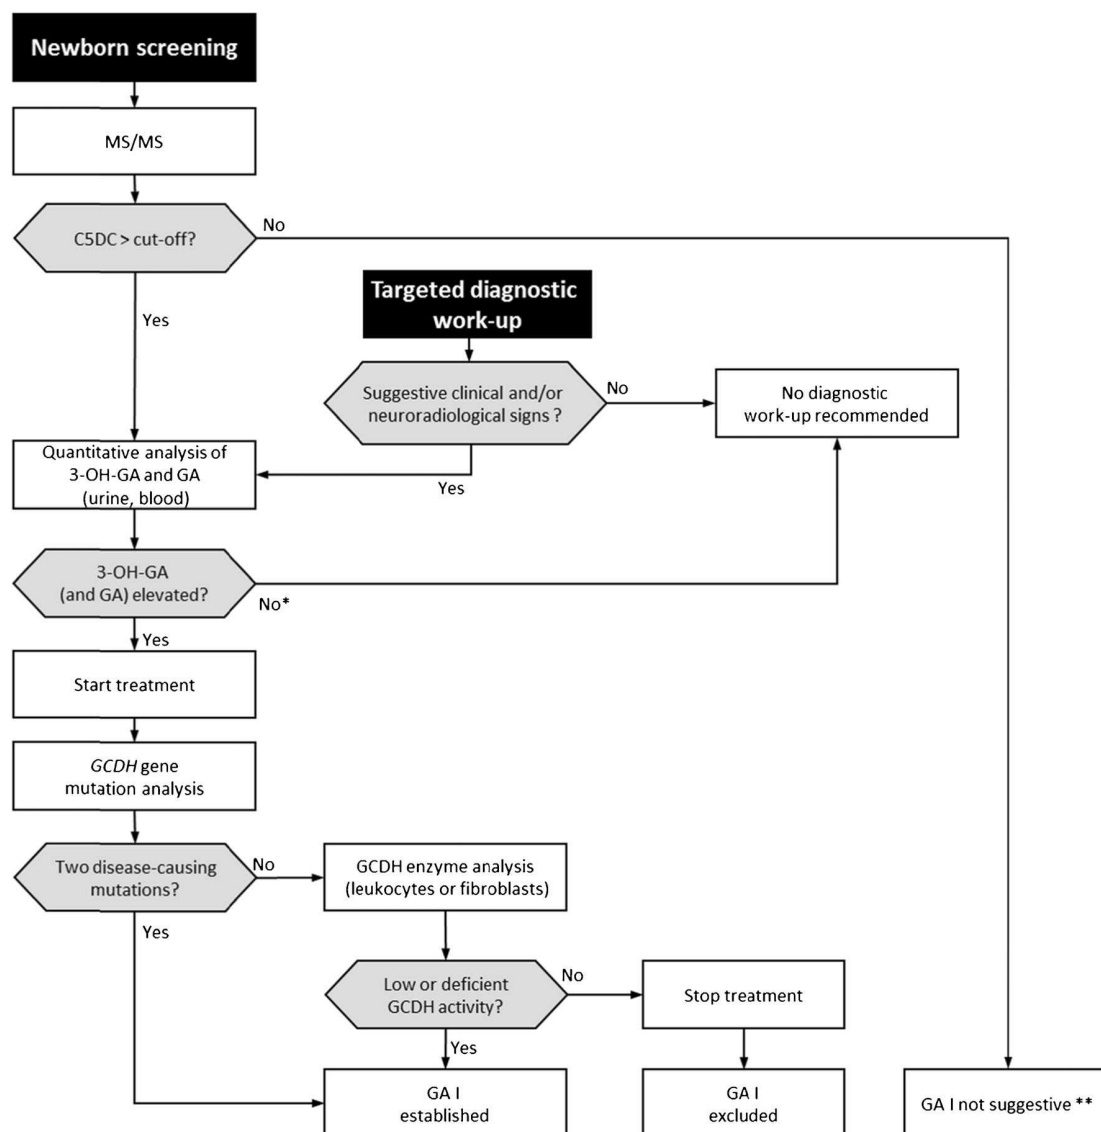 Newborn screening
MS/MS
C5DC > cut-off?
No
Yes
Targeted diagnostic
work-up
Suggestive clinical and/or
neuroradiological signs ?
No
No diagnostic
work-up recommended
Yes
Quantitative analysis of
3-OH-GA and GA
(urine, blood)
3-OH-GA
(and GA) elevated?
No*
Yes
Start treatment
GCDH gene
mutation analysis
Two disease-causing
mutations?
No
GCDH enzyme analysis
(leukocytes or fibroblasts)
Yes
Low or deficient
GCDH activity?
No
Stop treatment
Yes
GA I
established
GA I
excluded
GA I not suggestive **